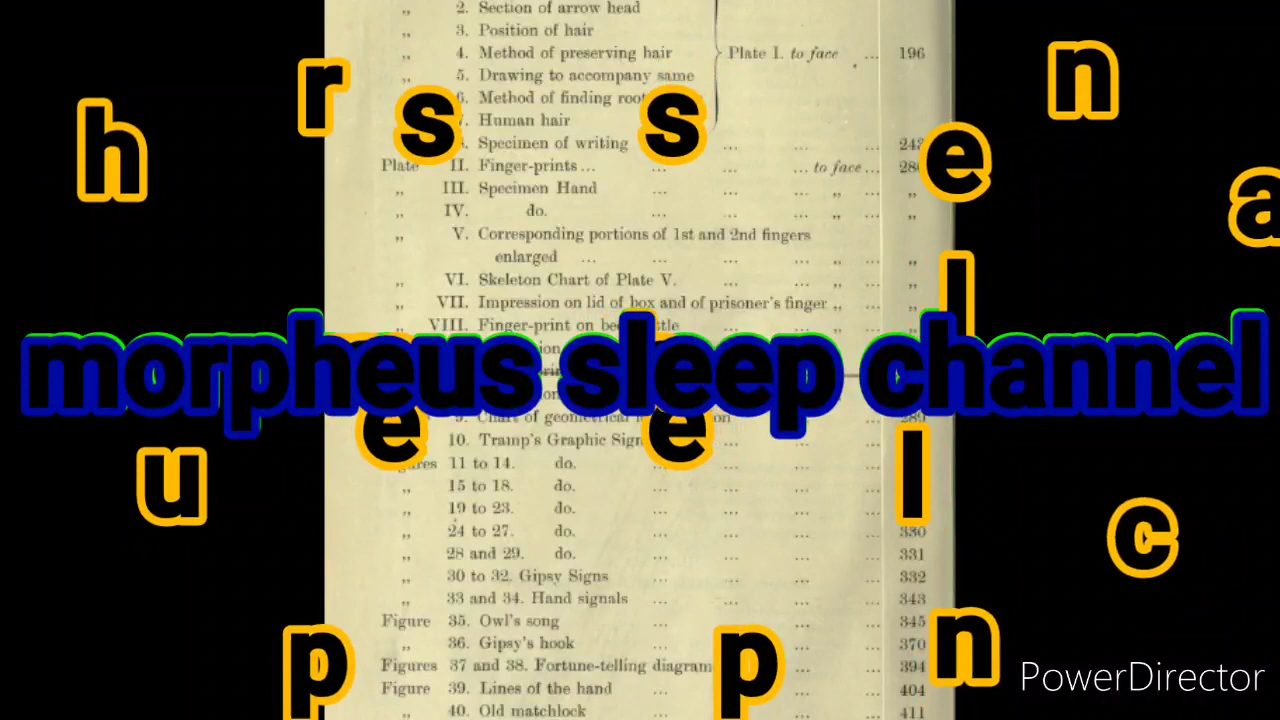 „ 2. Section of arrow head
„ 3. Position of hair
„ 4. Method of preserving hair Plate I. to face ... 196
„ 5. Drawing to accompany same
„ 6. Method of finding root
„ 7. Human hair
Specimen of writing ... ... ...
Plate II. Finger-prints ... ... ... to face ...
„ III. Specimen Hand ... ... „ ... „
„ IV. do. ... ... „ ... „
„ V. Corresponding portions of 1st and 2nd fingers
enlarged ... ... ... „ ... „
„ VI. Skeleton Chart of Plate V. ... „ ... „
„ VII. Impression on lid of box and of prisoner's finger „ ... „
„ VIII. Finger-print on ... „ ... „
morpheus sleep channel
9. Chart of geometrical ... 289
10. Tramp's Graphic ... ... ...
11 to 14. do. ... ... ... ...
„ 15 to 18. do. ... ... ... ...
„ 19 to 23. do. ... ... ... ...
„ 24 to 27. do. ... ... ... ... 330
„ 28 and 29. do. ... ... ... ... 331
„ 30 to 32. Gipsy Signs ... ... ... ... 332
„ 33 and 34. Hand signals ... ... ... ... 343
Figure 35. Owl's song ... ... ... ... 345
„ 36. Gipsy's hook ... ... ... ... 370
Figures 37 and 38. Fortune-telling diagram ... ... 394
Figure 39. Lines of the hand ... ... ... ... 404
„ 40. Old matchlock ... ... ... ... 411
h
r
s
s
n
e
a
l
e
e
u
l
c
p
p
n
PowerDirector